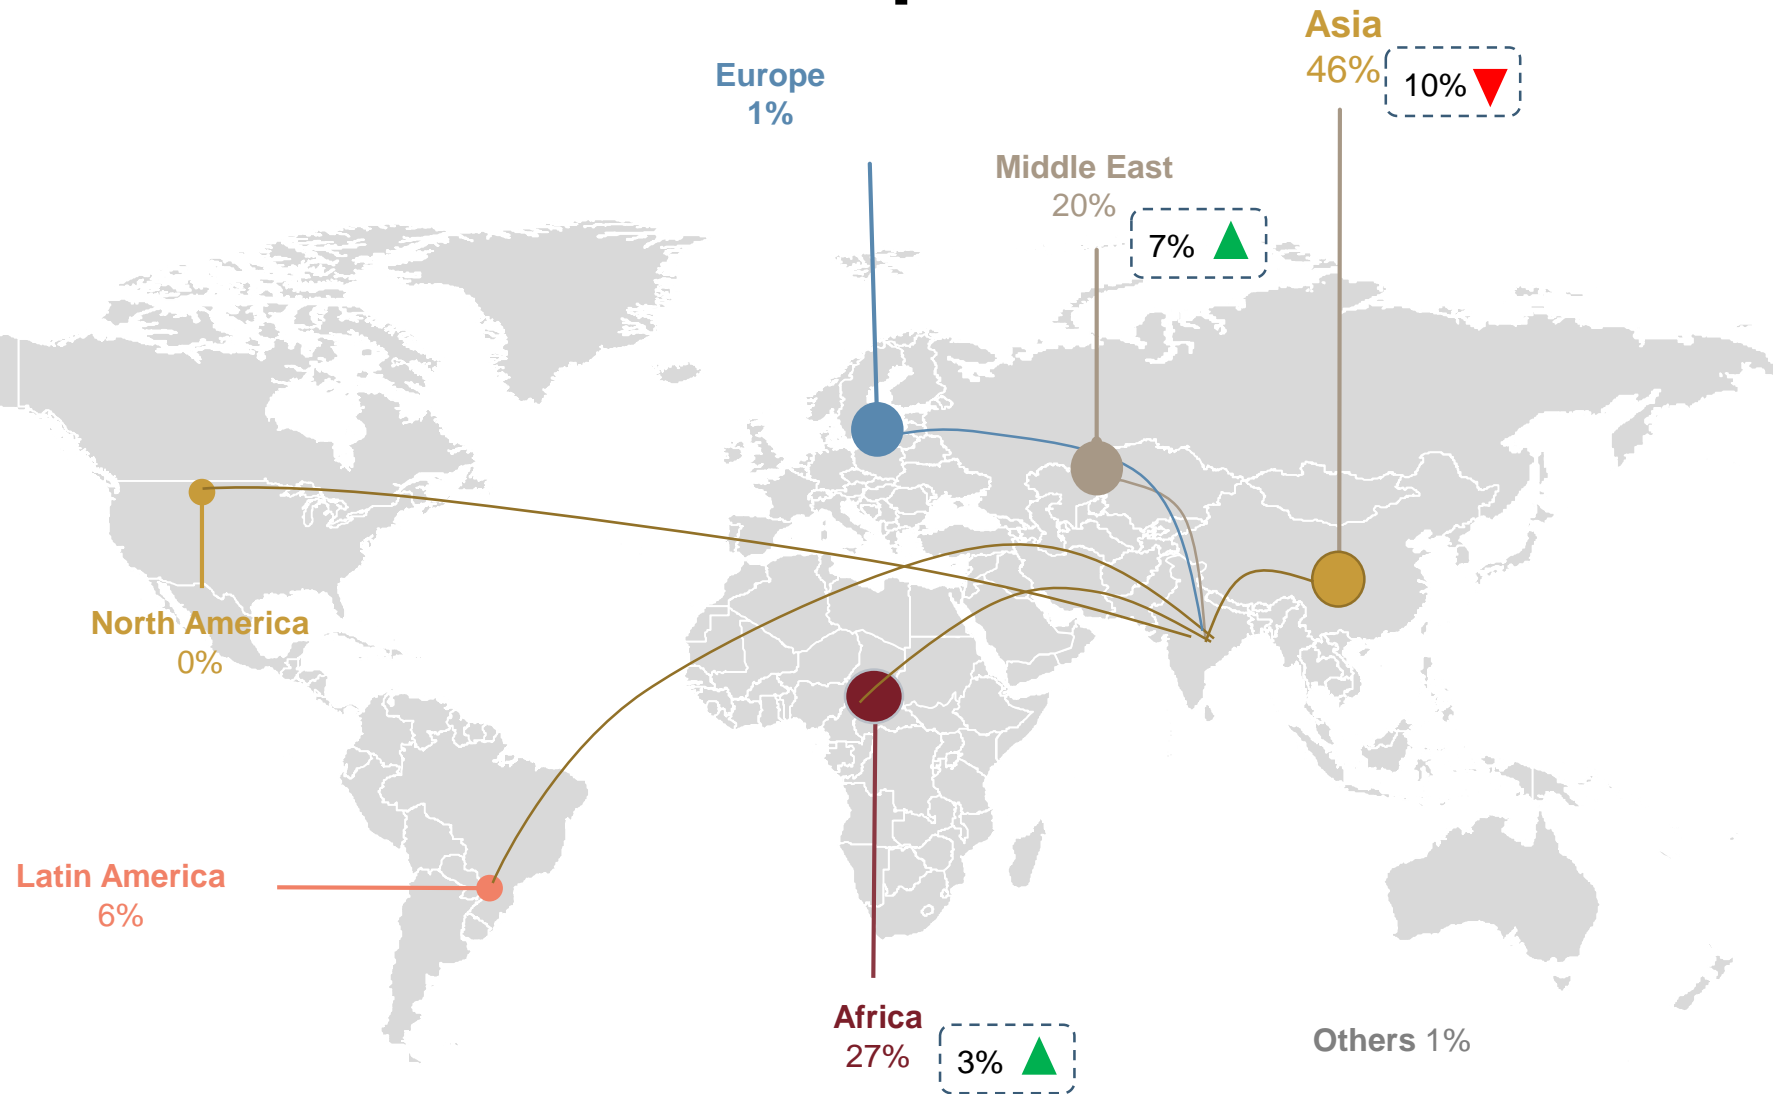 Asia
46%
10%
Europe
1%
Middle East
20%
7%
North America
0%
Latin America
6%
Africa
27%
3%
Others 1%